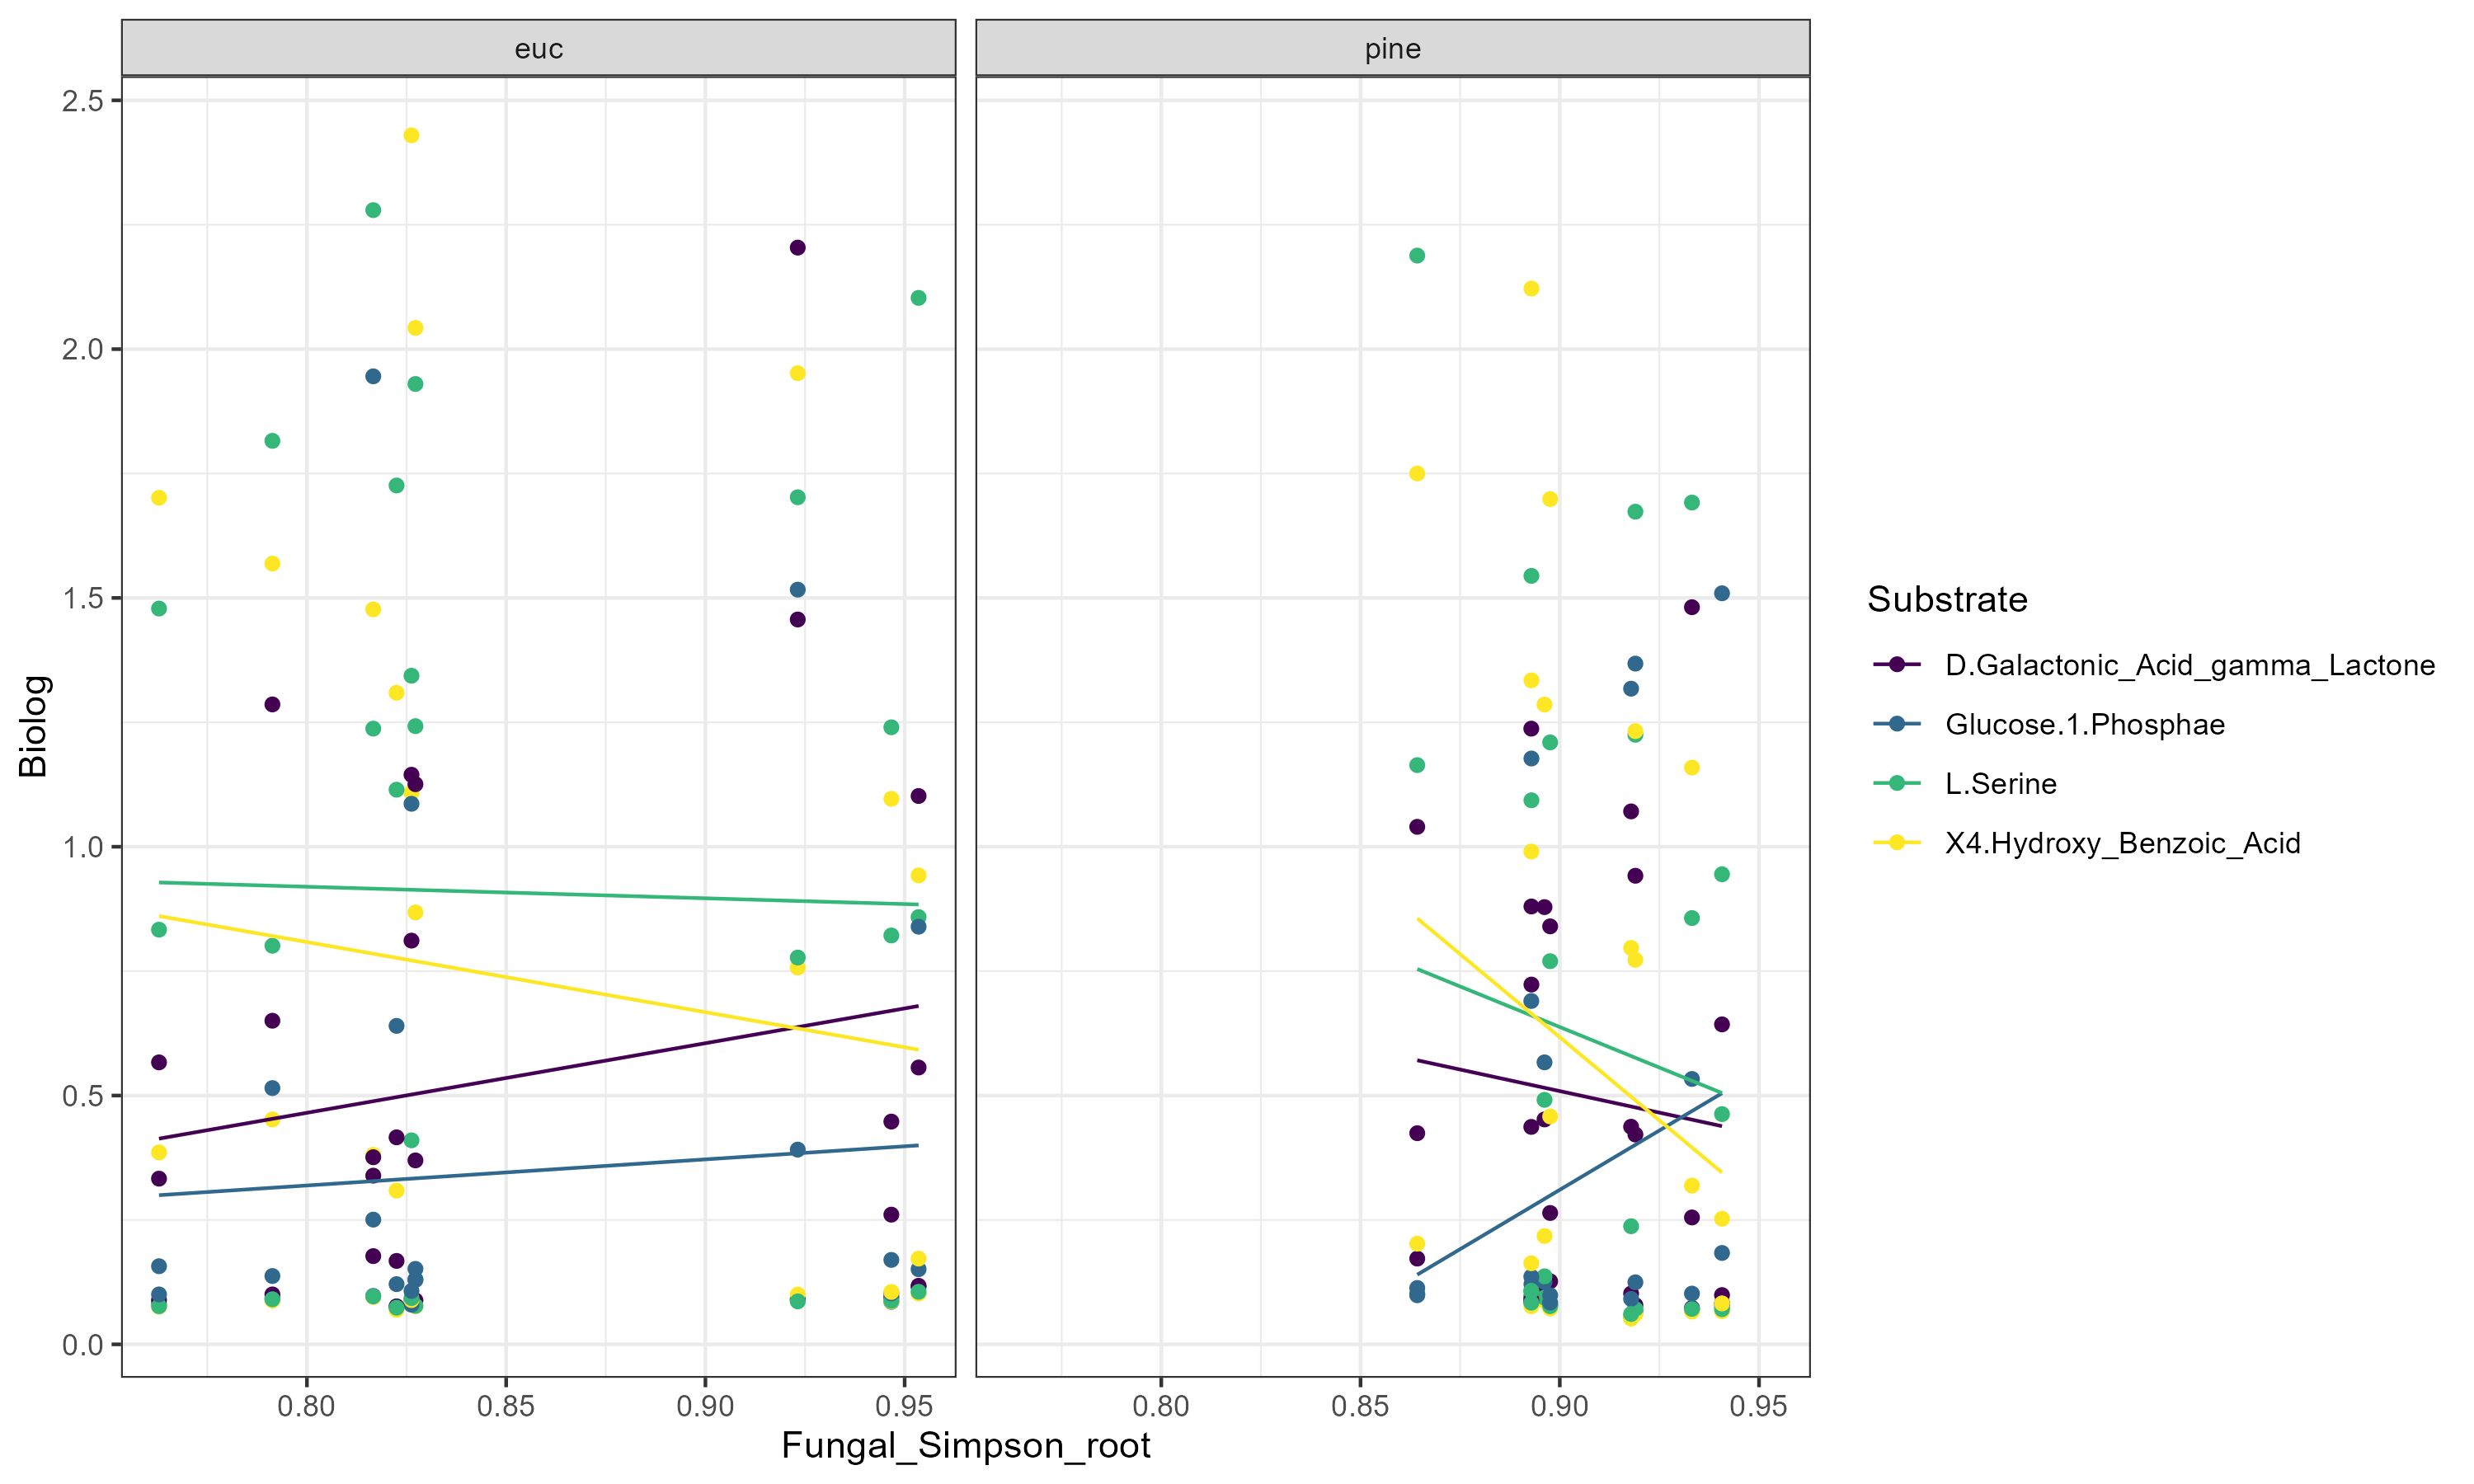 euc
pine
2.5
2.0
1.5
1.0
0.5
0.0
Biolog
0.80 0.85 0.90 0.95
0.80 0.85 0.90 0.95
Fungal_Simpson_root
Substrate
D.Galactonic_Acid_gamma_Lactone
Glucose.1.Phosphae
L.Serine
X4.Hydroxy_Benzoic_Acid